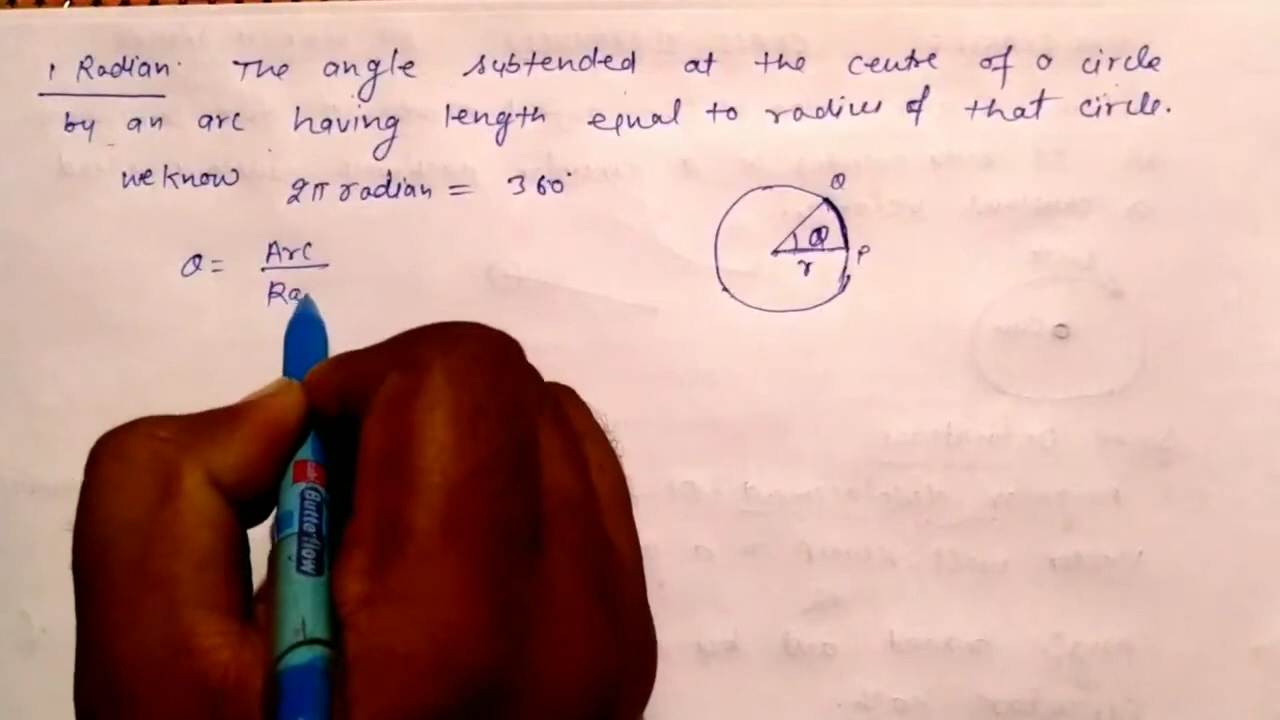 1 Radian. The angle subtended at the centre of a circle
by an arc having length equal to radius of that circle.
we know 2π radian = 360°
Q
θ
P
r
θ = Arc
Ra
Butterflow